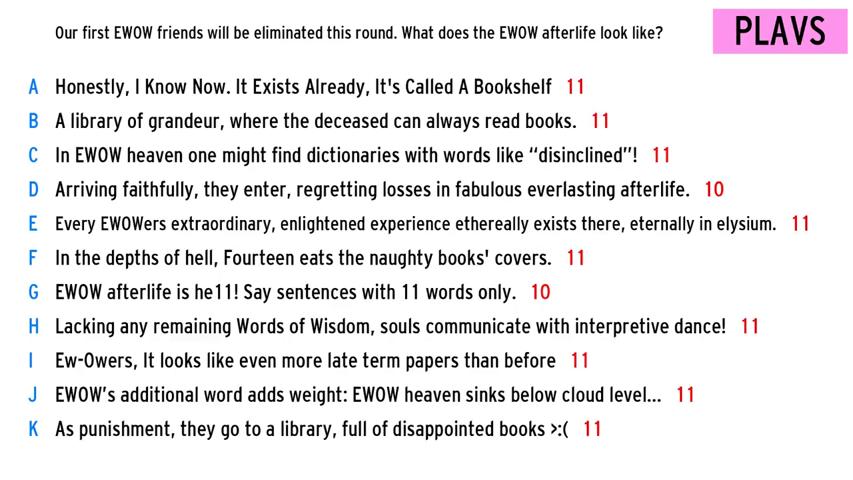 Our first EWOW friends will be eliminated this round. What does the EWOW afterlife look like?
PLAVS
A Honestly, I Know Now. It Exists Already, It's Called A Bookshelf 11
B A library of grandeur, where the deceased can always read books. 11
C In EWOW heaven one might find dictionaries with words like “disinclined”! 11
D Arriving faithfully, they enter, regretting losses in fabulous everlasting afterlife. 10
E Every EWOWers extraordinary, enlightened experience ethereally exists there, eternally in elysium. 11
F In the depths of hell, Fourteen eats the naughty books' covers. 11
G EWOW afterlife is he11! Say sentences with 11 words only. 10
H Lacking any remaining Words of Wisdom, souls communicate with interpretive dance! 11
I Ew-Owers, It looks like even more late term papers than before 11
J EWOW’s additional word adds weight: EWOW heaven sinks below cloud level... 11
K As punishment, they go to a library, full of disappointed books >:( 11